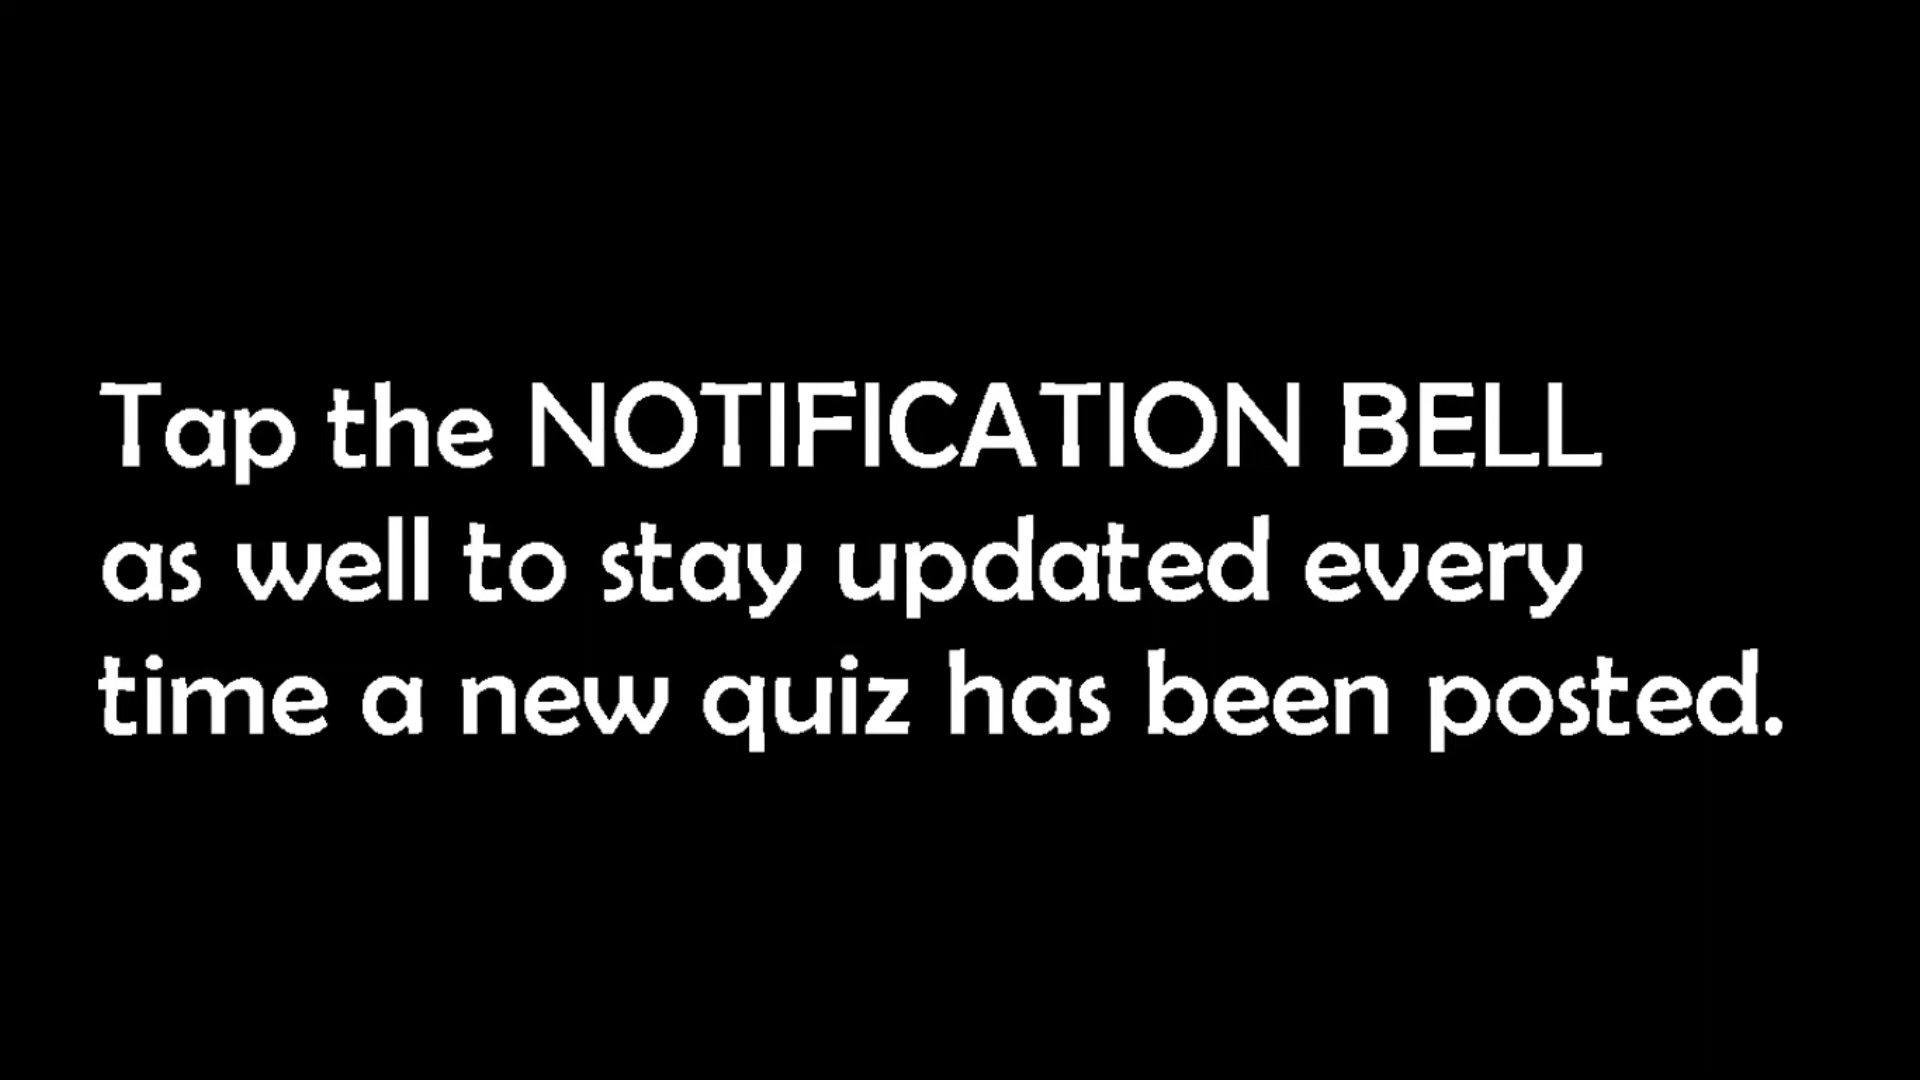 Tap the NOTIFICATION BELL
as well to stay updated every
time a new quiz has been posted.